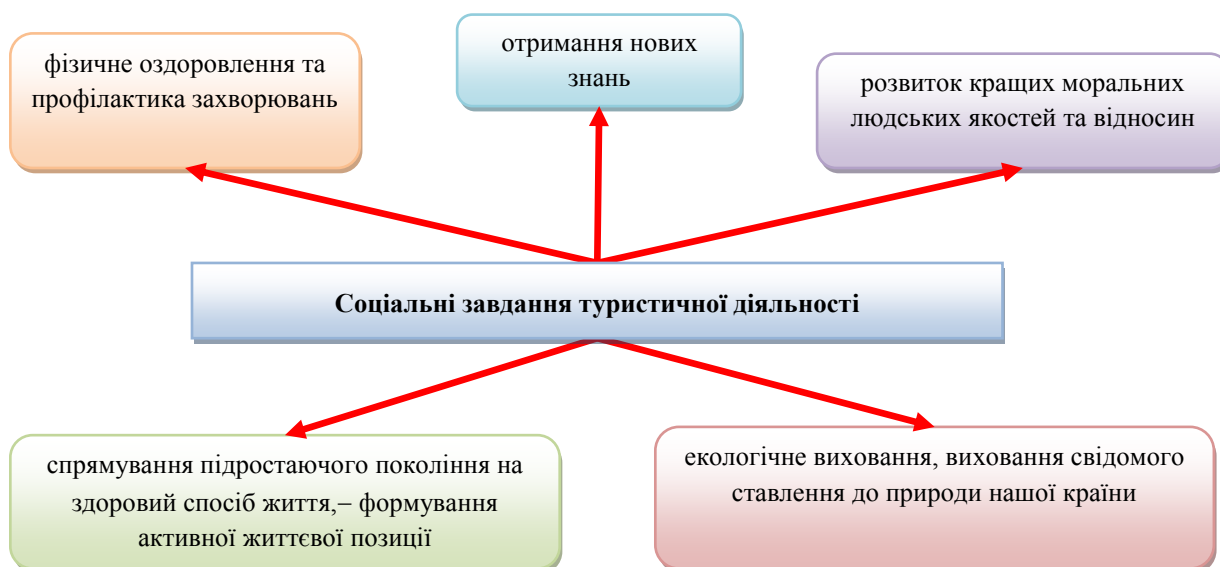 фізичне оздоровлення та
профілактика захворювань
отримання нових
знань
розвиток кращих моральних
людських якостей та відносин
Соціальні завдання туристичної діяльності
спрямування підростаючого покоління на
здоровий спосіб життя,– формування
активної життєвої позиції
екологічне виховання, виховання свідомого
ставлення до природи нашої країни